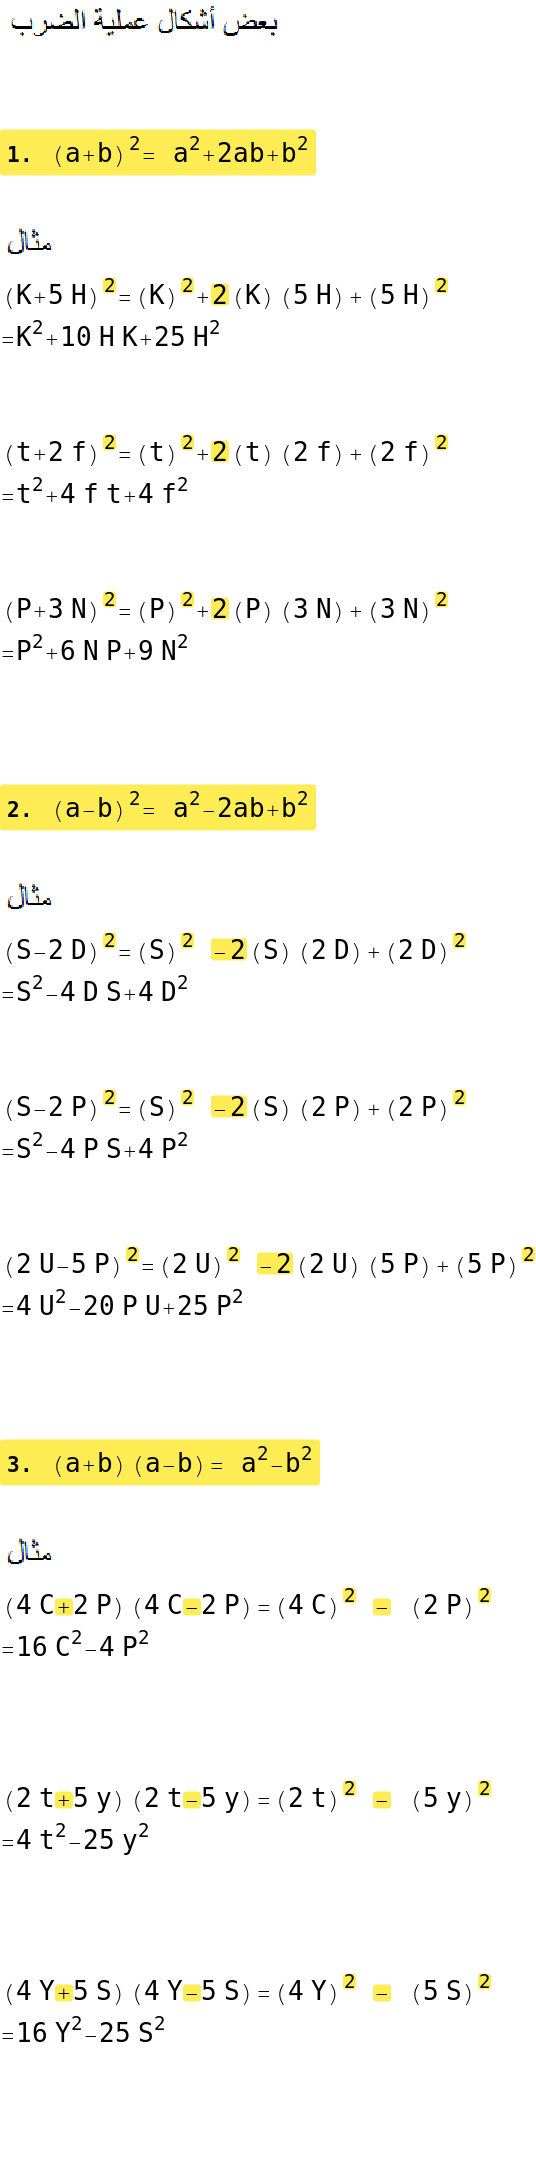 بعض أشكال عملية الضرب
1. (a+b)²= a²+2ab+b²
مثال
(K+5 H)²=(K)²+2(K) (5 H)+(5 H)²
=K²+10 H K+25 H²
(t+2 f)²=(t)²+2(t) (2 f)+(2 f)²
=t²+4 f t+4 f²
(P+3 N)²=(P)²+2(P) (3 N)+(3 N)²
=P²+6 N P+9 N²
2. (a-b)²= a²-2ab+b²
مثال
(S-2 D)²=(S)² -2(S) (2 D)+(2 D)²
=S²-4 D S+4 D²
(S-2 P)²=(S)² -2(S) (2 P)+(2 P)²
=S²-4 P S+4 P²
(2 U-5 P)²=(2 U)² -2(2 U) (5 P)+(5 P)²
=4 U²-20 P U+25 P²
3. (a+b)(a-b)= a²-b²
مثال
(4 C+2 P)(4 C-2 P)=(4 C)² - (2 P)²
=16 C²-4 P²
(2 t+5 y)(2 t-5 y)=(2 t)² - (5 y)²
=4 t²-25 y²
(4 Y+5 S)(4 Y-5 S)=(4 Y)² - (5 S)²
=16 Y²-25 S²